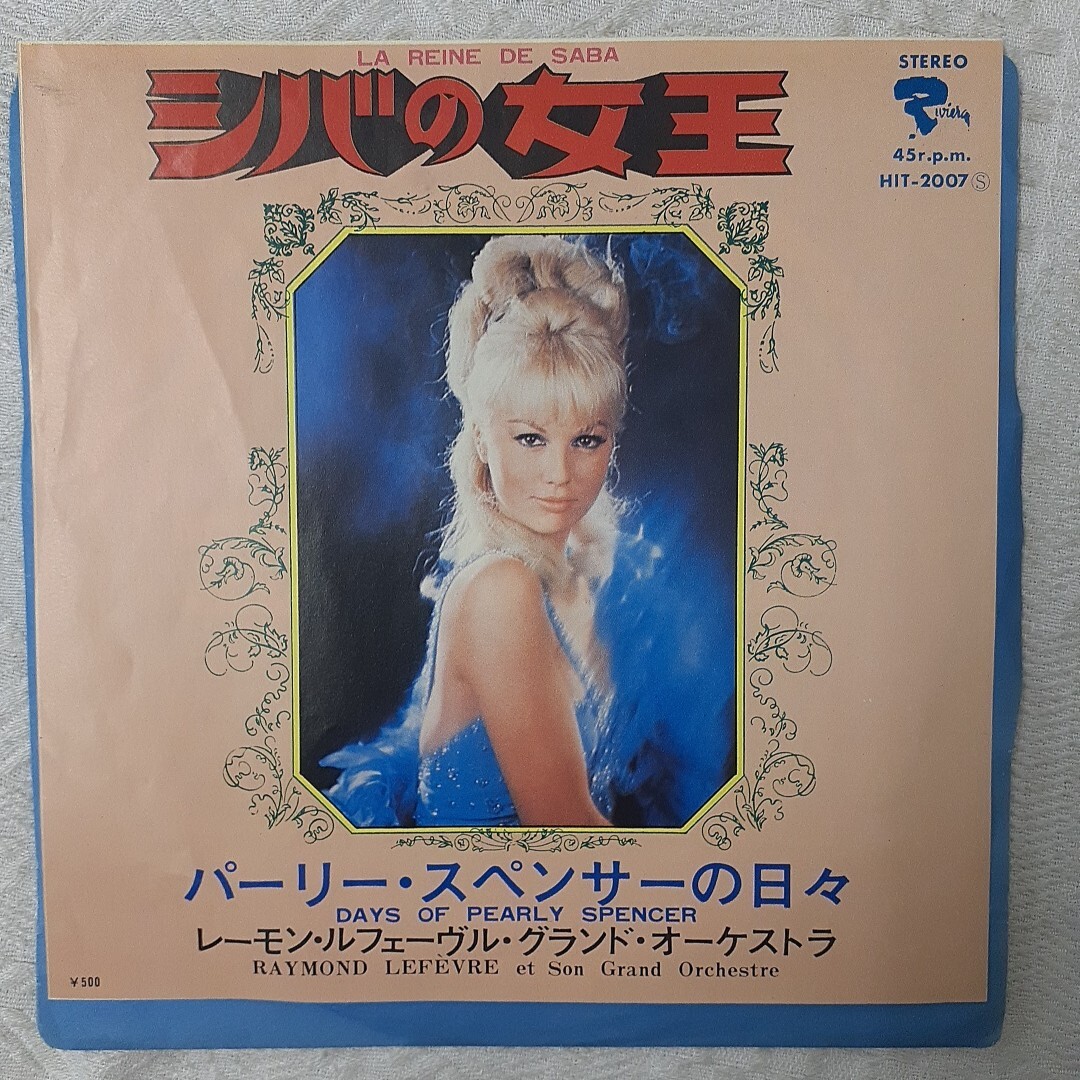 LA REINE DE SABA
シバの女王
STEREO
Riviera
45r.p.m.
HIT-2007Ⓢ
パーリー・スペンサーの日々
DAYS OF PEARLY SPENCER
レーモン・ルフェーヴル・グランド・オーケストラ
RAYMOND LEFÈVRE et Son Grand Orchestre
¥500